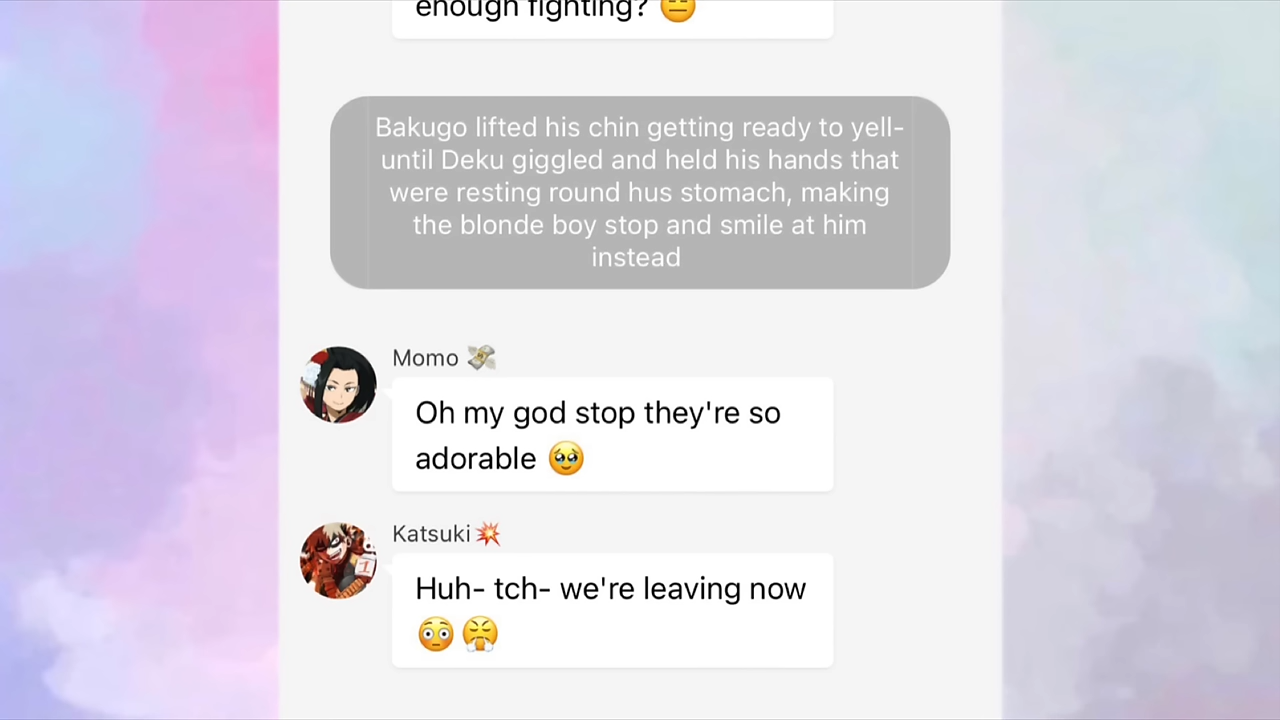 enough fighting? 😑
Bakugo lifted his chin getting ready to yell-
until Deku giggled and held his hands that
were resting round hus stomach, making
the blonde boy stop and smile at him
instead
Momo 💸
Oh my god stop they're so
adorable 🥹
Katsuki 💥
Huh- tch- we're leaving now
😳 😤